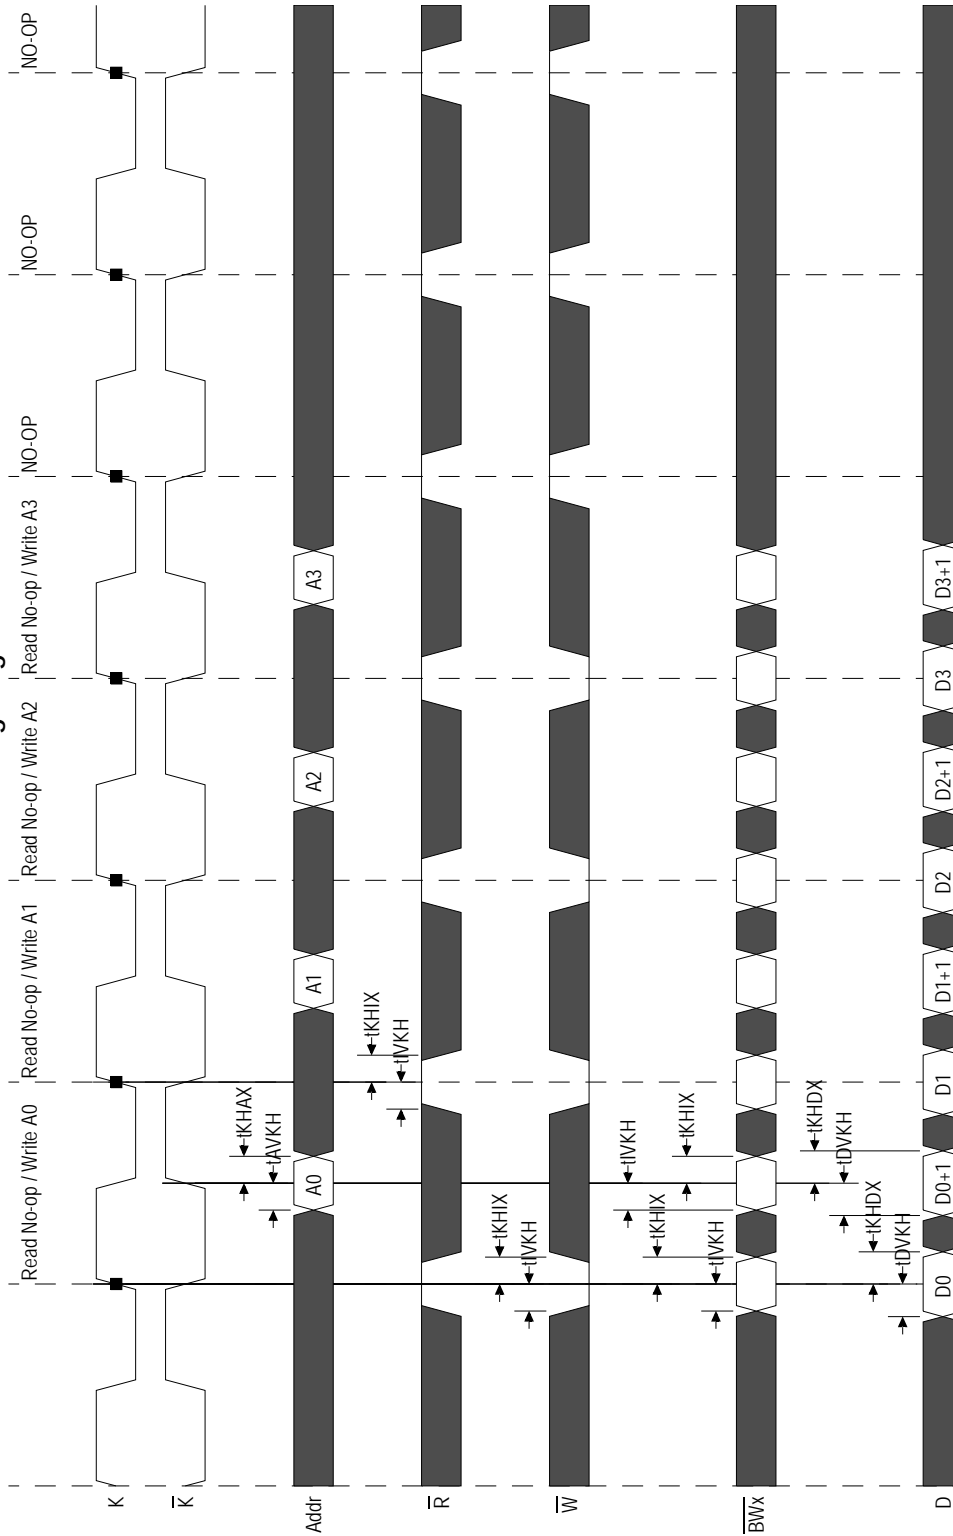 Read No-op / Write A0
Read No-op / Write A1
Read No-op / Write A2
Read No-op / Write A3
NO-OP
NO-OP
NO-OP
K
K
tKHAX
tAVKH
Addr
A0
A1
A2
A3
tKHIX
tIVKH
R
tKHIX
tIVKH
W
tIVKH
tKHIX
tKHIX
tIVKH
BWx
tKHDX
tDVKH
tKHDX
tDVKH
D
D0
D0+1
D1
D1+1
D2
D2+1
D3
D3+1